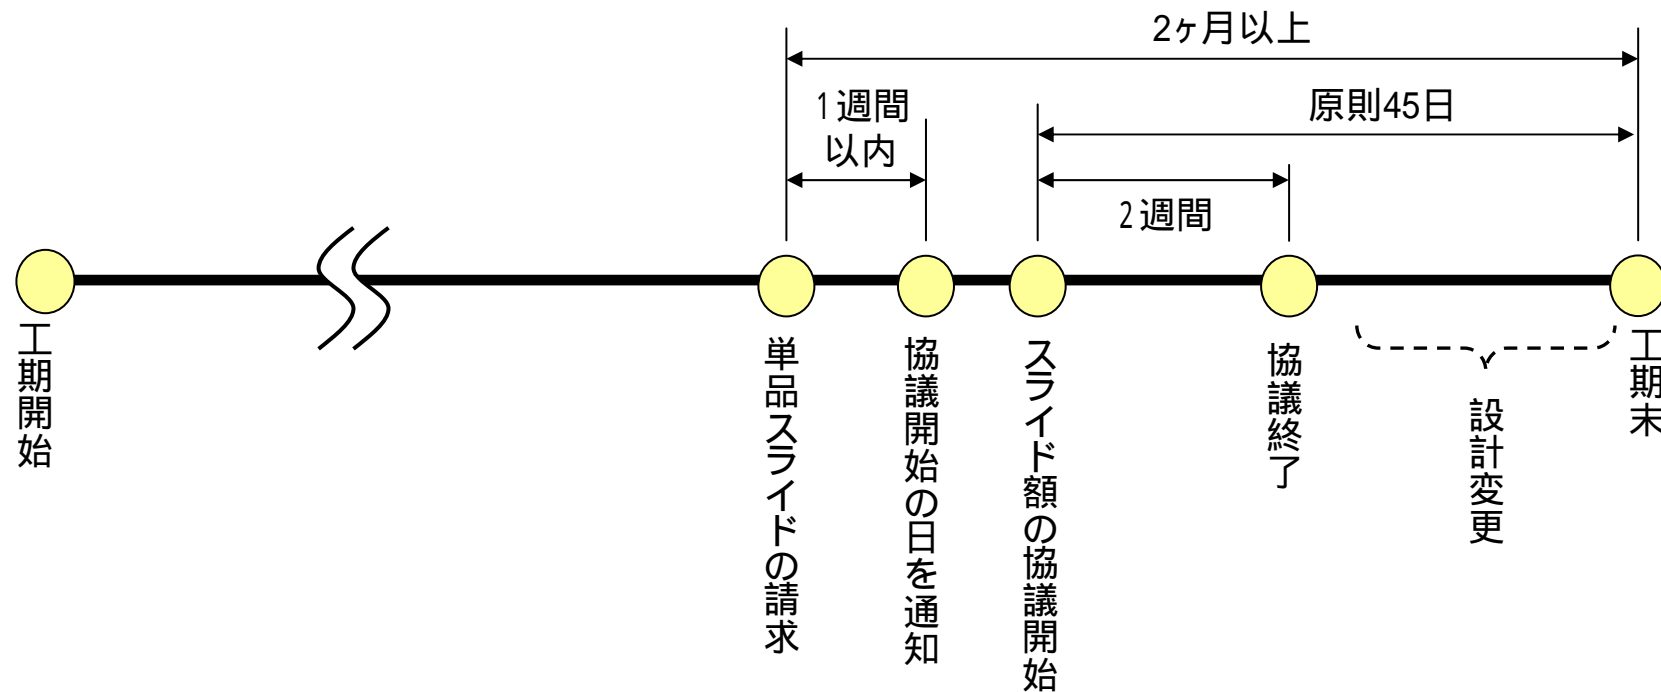 2ヶ月以上
1週間
以内
原則45日
2週間
工期開始
単品スライドの請求
協議開始の日を通知
スライド額の協議開始
協議終了
設計変更
工期末